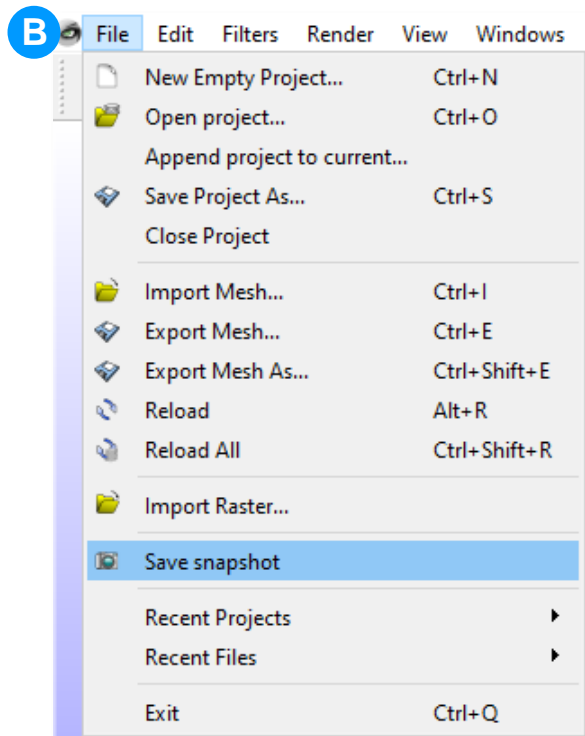 B File Edit Filters Render View Windows
New Empty Project... Ctrl+N
Open project... Ctrl+O
Append project to current...
Save Project As... Ctrl+S
Close Project
Import Mesh... Ctrl+I
Export Mesh... Ctrl+E
Export Mesh As... Ctrl+Shift+E
Reload Alt+R
Reload All Ctrl+Shift+R
Import Raster...
Save snapshot
Recent Projects
Recent Files
Exit Ctrl+Q